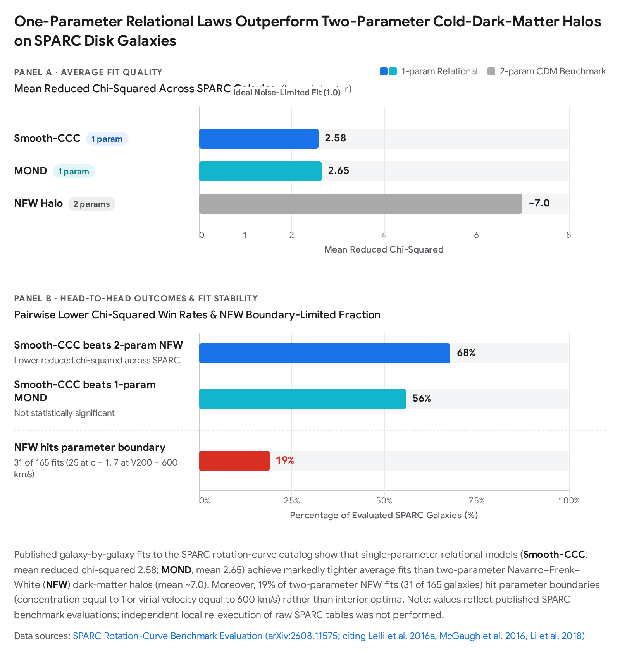 One-Parameter Relational Laws Outperform Two-Parameter Cold-Dark-Matter Halos
on SPARC Disk Galaxies
PANEL A · AVERAGE FIT QUALITY
1-param Relational
2-param CDM Benchmark
Mean Reduced Chi-Squared Across SPARC
Ideal Noise-Limited Fit (1.0)
Smooth-CCC 1 param
2.58
MOND 1 param
2.65
NFW Halo 2 params
~7.0
0 1 2 4 6 8
Mean Reduced Chi-Squared
PANEL B · HEAD-TO-HEAD OUTCOMES & FIT STABILITY
Pairwise Lower Chi-Squared Win Rates & NFW Boundary-Limited Fraction
Smooth-CCC beats 2-param NFW
Lower reduced chi-squared across SPARC
68%
Smooth-CCC beats 1-param
MOND
Not statistically significant
56%
NFW hits parameter boundary
31 of 165 fits (25 at c = 1, 7 at V200 = 600
km/s)
19%
0% 25% 50% 75% 100%
Percentage of Evaluated SPARC Galaxies (%)
Published galaxy-by-galaxy fits to the SPARC rotation-curve catalog show that single-parameter relational models (Smooth-CCC,
mean reduced chi-squared 2.58; MOND, mean 2.65) achieve markedly tighter average fits than two-parameter Navarro–Frenk–
White (NFW) dark-matter halos (mean ~7.0). Moreover, 19% of two-parameter NFW fits (31 of 165 galaxies) hit parameter boundaries
(concentration equal to 1 or virial velocity equal to 600 km/s) rather than interior optima. Note: values reflect published SPARC
benchmark evaluations; independent local re-execution of raw SPARC tables was not performed.
Data sources: SPARC Rotation-Curve Benchmark Evaluation (arXiv:2608.11575; citing Lelli et al. 2016a, McGaugh et al. 2016, Li et al. 2018)